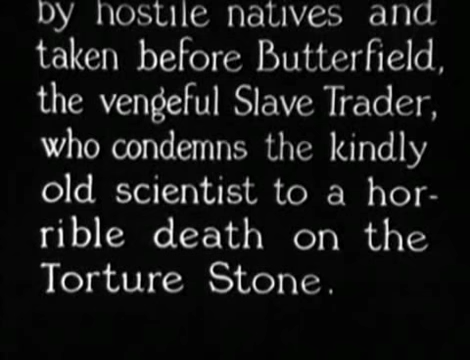 by hostile natives and
taken before Butterfield,
the vengeful Slave Trader,
who condemns the kindly
old scientist to a hor-
rible death on the
Torture Stone.